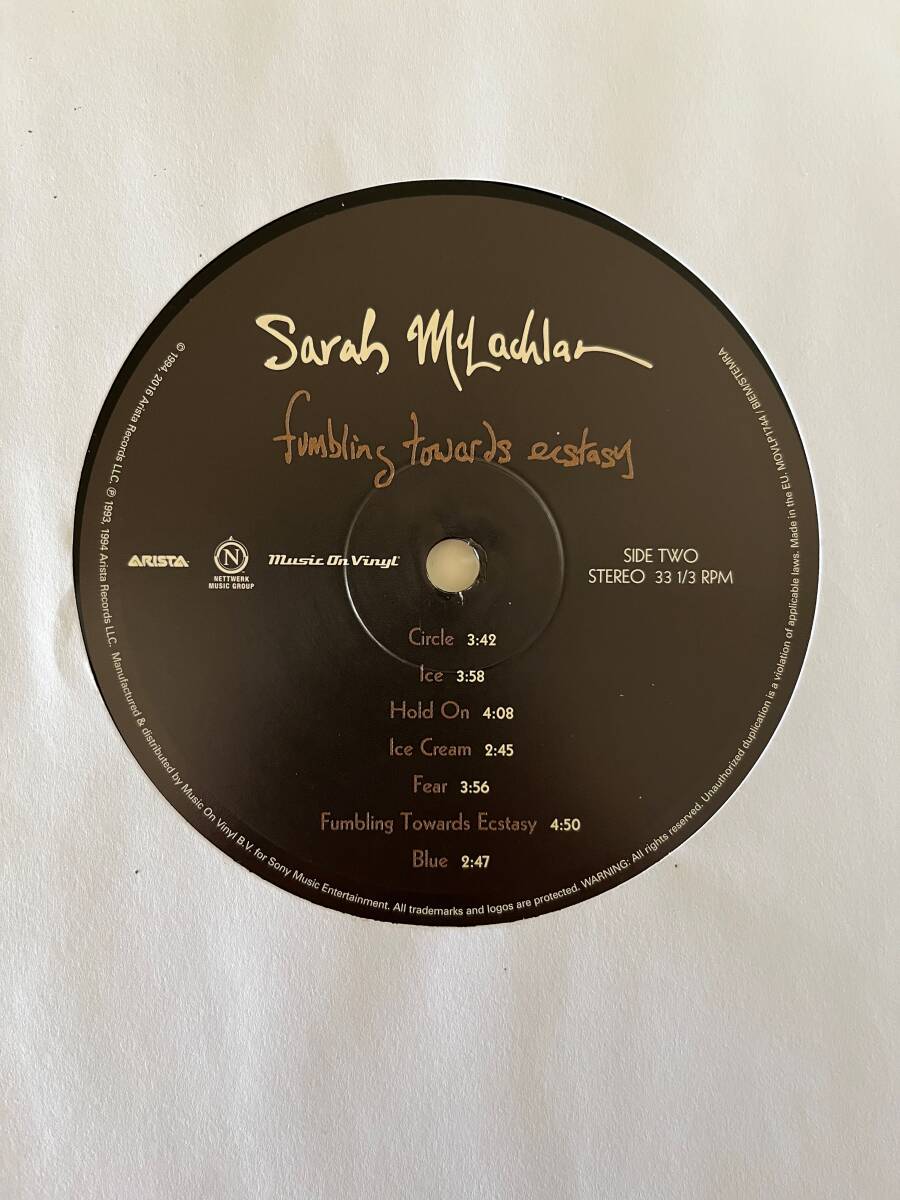 Sarah McLachlan
fumbling towards ecstasy
ARISTA
N
NETTWERK
MUSIC GROUP
Music On Vinyl
SIDE TWO
STEREO 33 1/3 RPM
Circle 3:42
Ice 3:58
Hold On 4:08
Ice Cream 2:45
Fear 3:56
Fumbling Towards Ecstasy 4:50
Blue 2:47
© 1994, 2016 Arista Records LLC. ℗ 1993, 1994 Arista Records LLC. Manufactured & distributed by Music On Vinyl B.V. for Sony Music Entertainment. All trademarks and logos are protected. WARNING: All rights reserved. Unauthorized duplication is a violation of applicable laws. Made in the EU. MOVLP1744 / BIEM/STEMRA